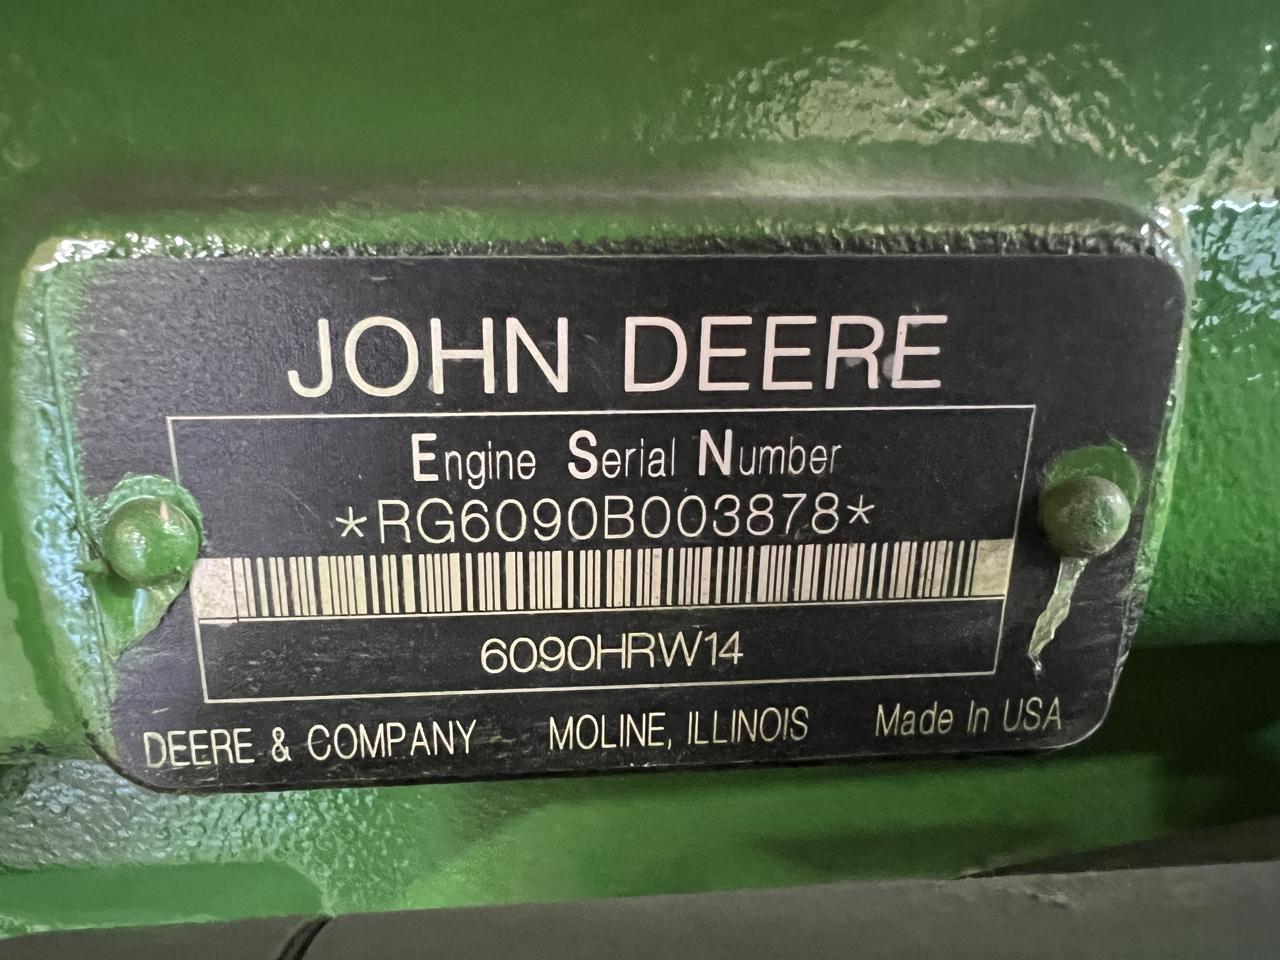 JOHN DEERE
Engine Serial Number
*RG6090B003878*
6090HRW14
DEERE & COMPANY MOLINE, ILLINOIS Made In USA